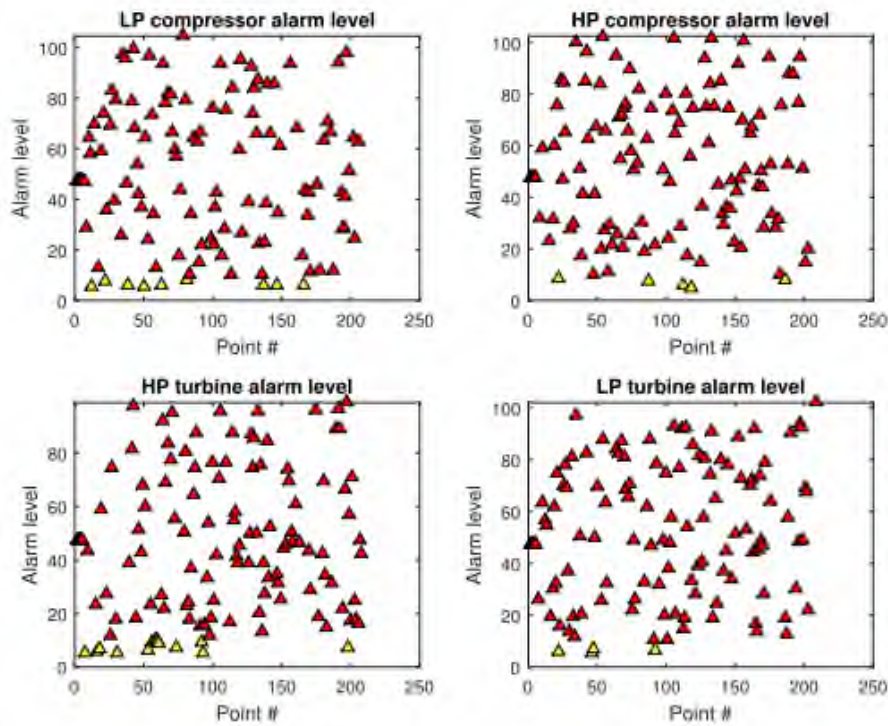 LP compressor alarm level
100
80
60
40
20
0
Alarm level
0 50 100 150 200 250
Point #
HP compressor alarm level
100
80
60
40
20
0
Alarm level
0 50 100 150 200 250
Point #
HP turbine alarm level
80
60
40
20
0
Alarm level
0 50 100 150 200 250
Point #
LP turbine alarm level
100
80
60
40
20
0
Alarm level
0 50 100 150 200 250
Point #